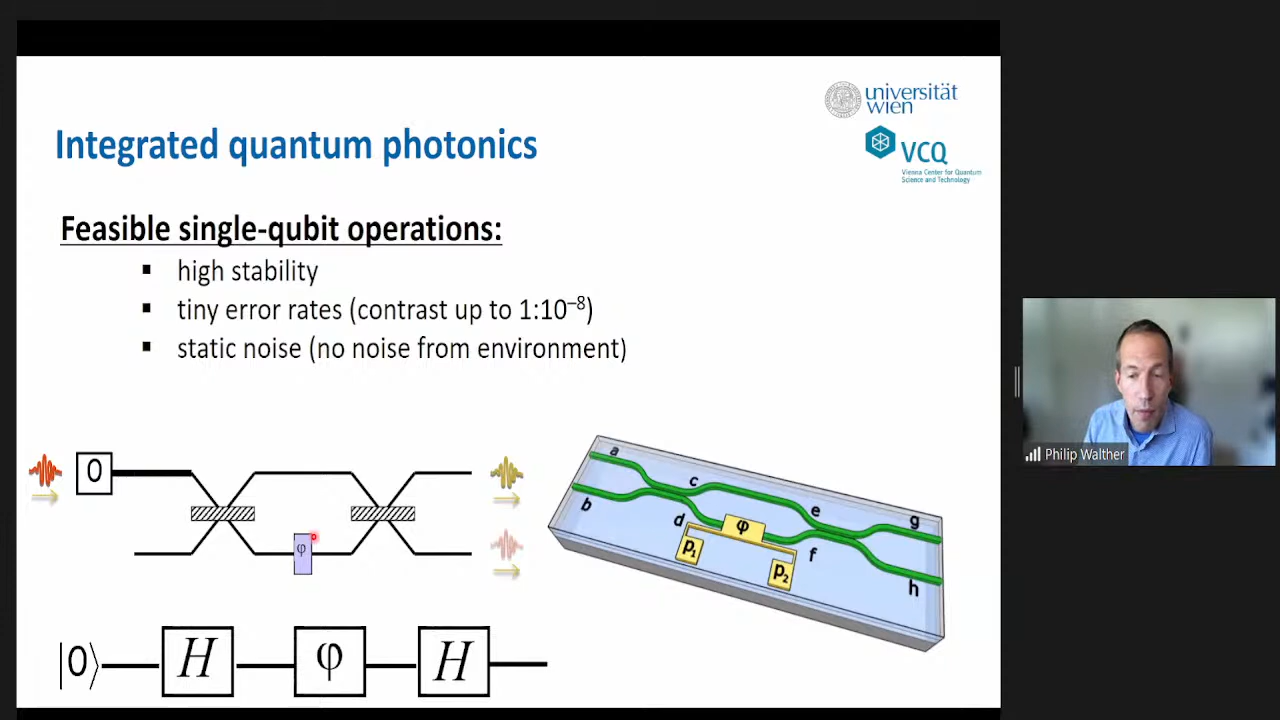 universität
wien
VCQ
Vienna Center for Quantum
Science and Technology
Integrated quantum photonics
Feasible single-qubit operations:
▪ high stability
▪ tiny error rates (contrast up to 1:10⁻⁸)
▪ static noise (no noise from environment)
0
φ
a
b
c
d
φ
p₁
p₂
e
f
g
h
|0⟩ H φ H
Philip Walther